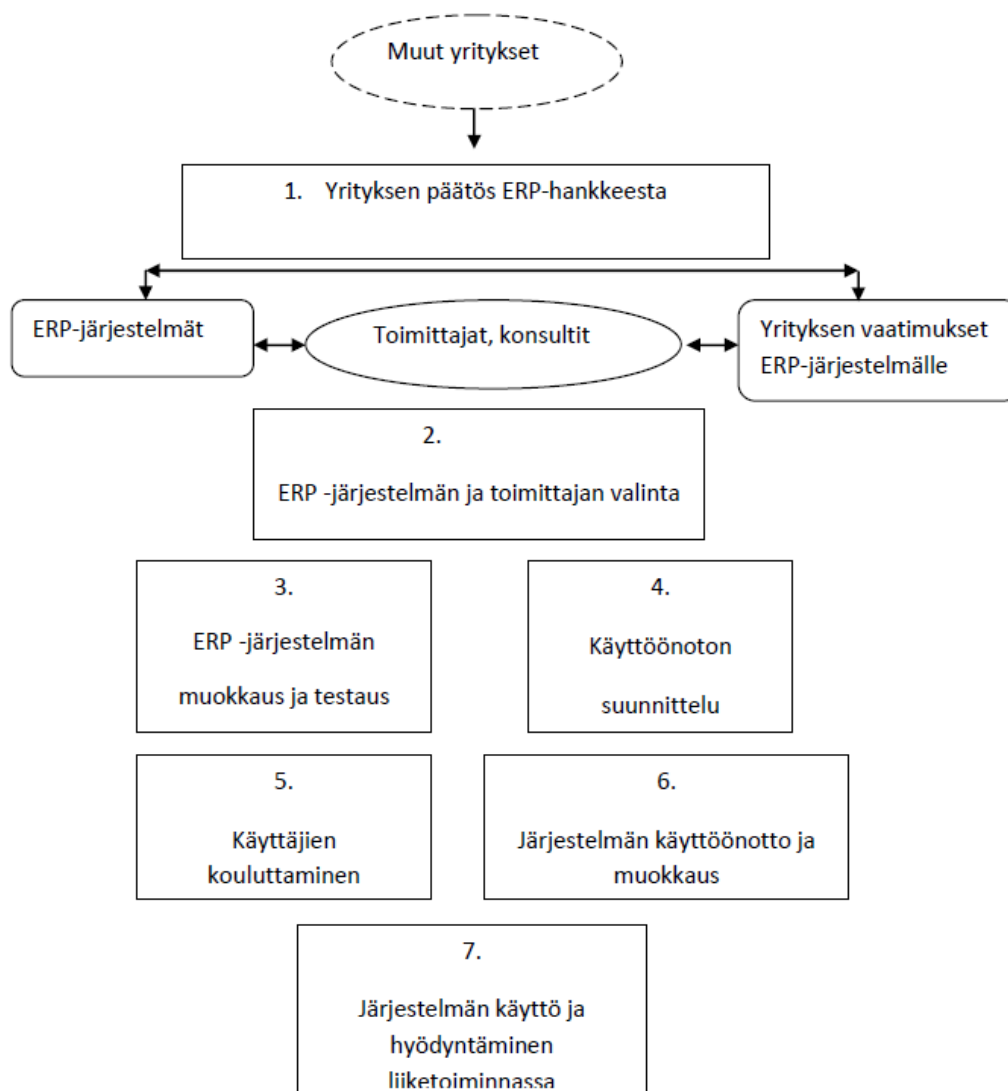 Muut yritykset
1. Yrityksen päätös ERP-hankkeesta
ERP-järjestelmät
Toimittajat, konsultit
Yrityksen vaatimukset
ERP-järjestelmälle
2.
ERP -järjestelmän ja toimittajan valinta
3.
ERP -järjestelmän
muokkaus ja testaus
4.
Käyttöönoton
suunnittelu
5.
Käyttäjien
kouluttaminen
6.
Järjestelmän käyttöönotto ja
muokkaus
7.
Järjestelmän käyttö ja
hyödyntäminen
liiketoiminnassa